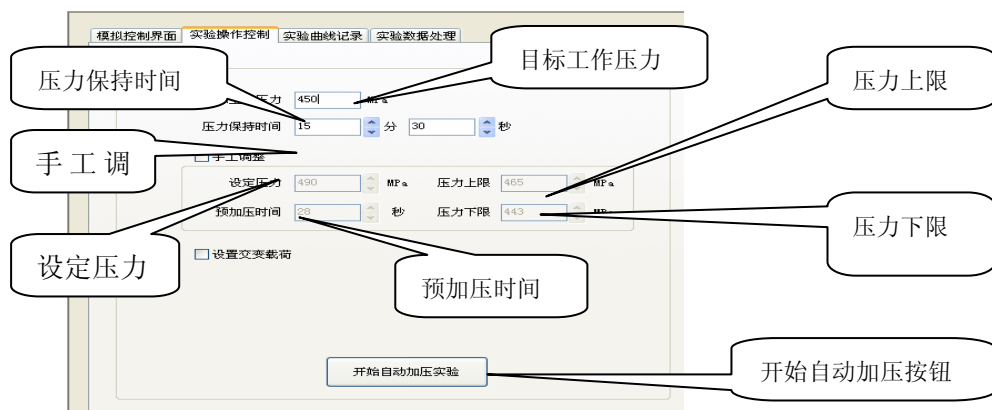 模拟控制界面 实验操作控制 实验曲线记录 实验数据处理
目标工作压力
压力保持时间
压力上限
压力 450 MPa
压力保持时间 15 分 30 秒
手 工 调
手工调整
设定压力 490 MPa 压力上限 465 MPa
预加压时间 28 秒 压力下限 443 MPa
压力下限
设定压力
设置交变载荷
预加压时间
开始自动加压实验
开始自动加压按钮